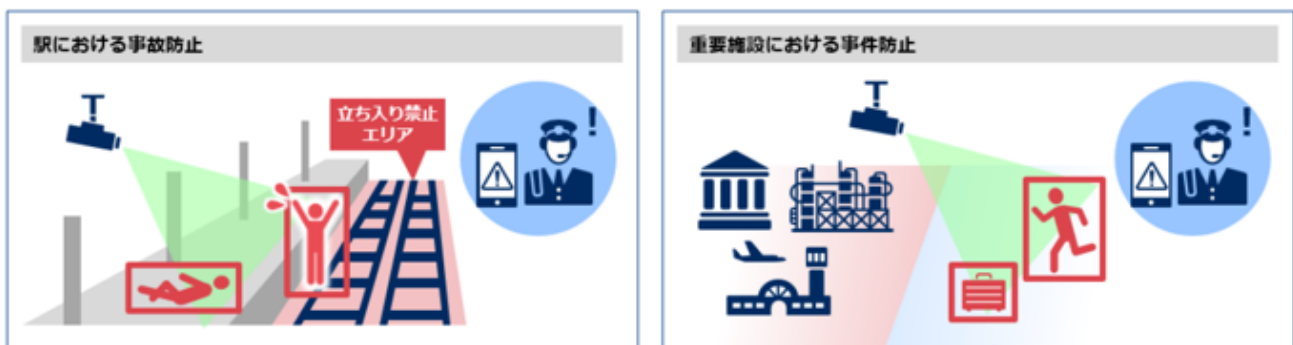 駅における事故防止
立ち入り禁止
エリア
!
重要施設における事件防止
!